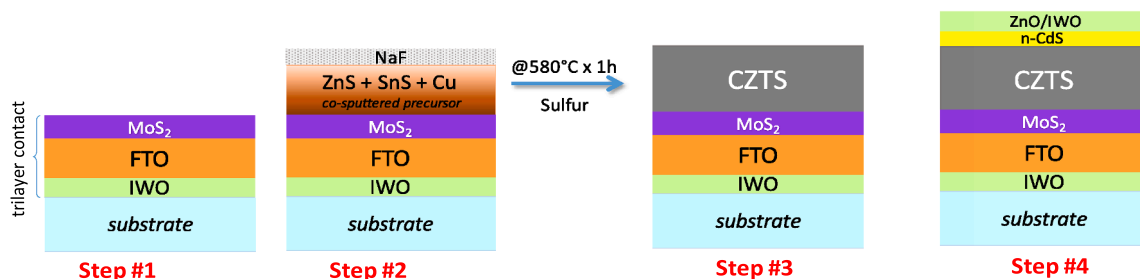 trilayer contact
MoS₂
FTO
IWO
substrate
Step #1
NaF
ZnS + SnS + Cu
co-sputtered precursor
MoS₂
FTO
IWO
substrate
Step #2
@580°C x 1h
Sulfur
CZTS
MoS₂
FTO
IWO
substrate
Step #3
ZnO/IWO
n-CdS
CZTS
MoS₂
FTO
IWO
substrate
Step #4